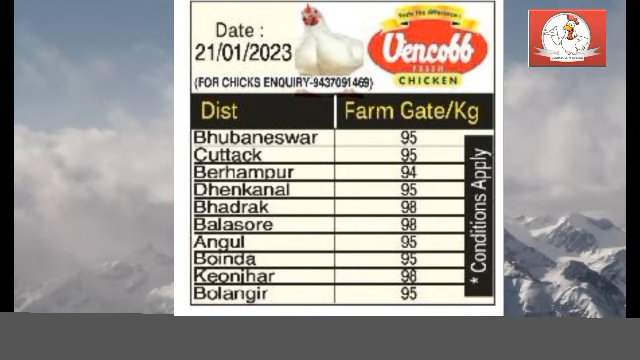 Date :
21/01/2023
Taste the difference!
Vencobb
FRESH
CHICKEN
(FOR CHICKS ENQUIRY-9437091469)
Dist Farm Gate/Kg
Bhubaneswar 95
Cuttack 95
Berhampur 94
Dhenkanal 95
Bhadrak 98
Balasore 98
Angul 95
Boinda 95
Keonjhar 98
Bolangir 95
* Conditions Apply